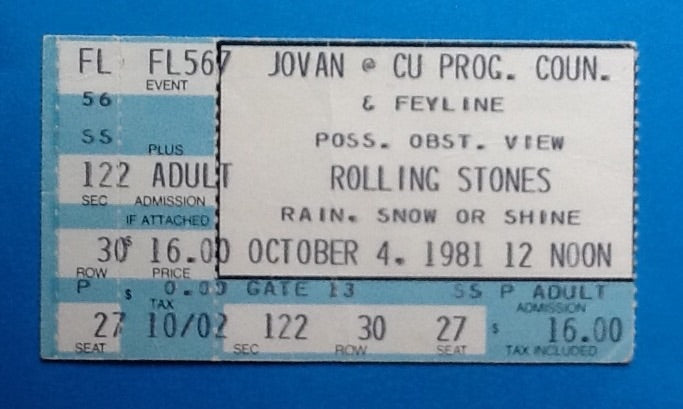 FL FL567 JOVAN @ CU PROG. COUN.
EVENT
56 & FEYLINE
SS PLUS POSS. OBST. VIEW
122 ADULT ROLLING STONES
SEC ADMISSION
IF ATTACHED RAIN. SNOW OR SHINE
30 $ 16.00 OCTOBER 4. 1981 12 NOON
ROW PRICE
P $ 0.00 GATE 13 SS P ADULT
TAX ADMISSION
27 10/02 122 30 27 $ 16.00
SEAT SEC ROW SEAT TAX INCLUDED